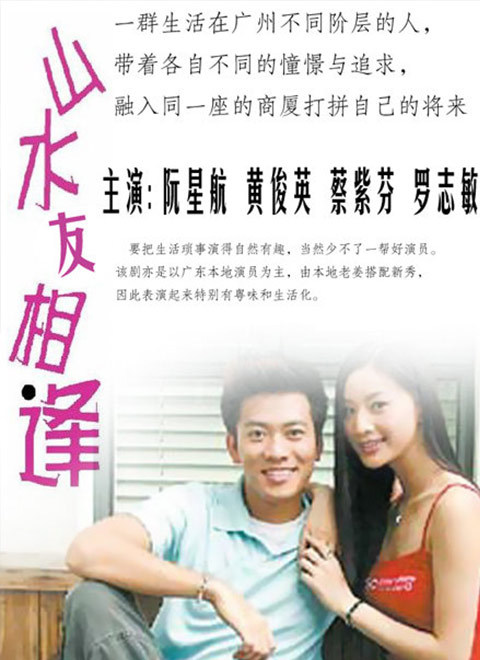 山水友相逢
一群生活在广州不同阶层的人，
带着各自不同的憧憬与追求，
融入同一座的商厦打拼自己的将来
主演：阮星航 黄俊英 蔡紫芬 罗志敏
要把生活琐事演得自然有趣，当然少不了一帮好演员。
该剧亦是以广东本地演员为主，由本地老姜搭配新秀，
因此表演起来特别有粤味和生活化。